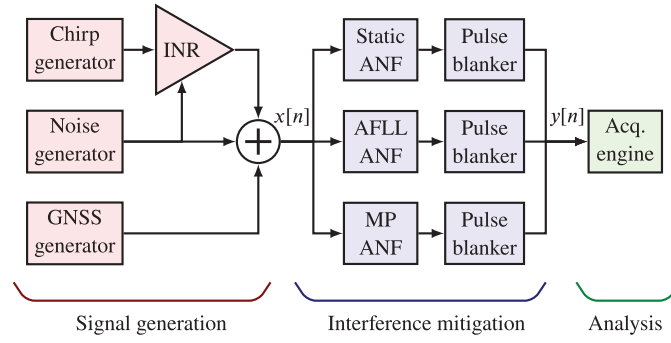 Chirp
generator
INR
Noise
generator
GNSS
generator
+
x[n]
Static
ANF
Pulse
blanker
AFLL
ANF
Pulse
blanker
MP
ANF
Pulse
blanker
y[n]
Acq.
engine
Signal generation
Interference mitigation
Analysis